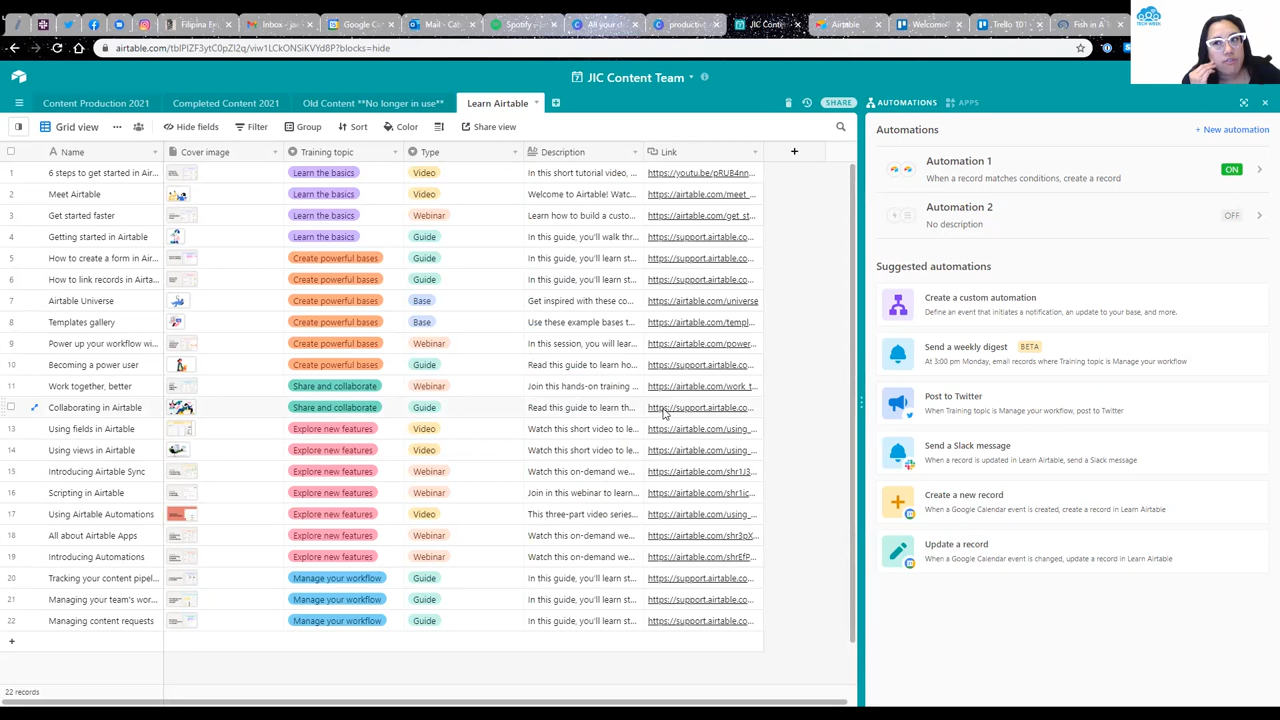 Filipina E
Inbox - ja
Google Ca
Mail - Cal
Spotify -
All your d
product
JIC Conte
Airtable
Welcome
Trello 101
Fish in A
airtable.com/tblPIZF3ytC0pZl2q/viw1LCkONSiKVYd8P?blocks=hide
TECH WEEK
JIC Content Team
Content Production 2021
Completed Content 2021
Old Content **No longer in use**
Learn Airtable
SHARE
AUTOMATIONS
APPS
Grid view
Hide fields
Filter
Group
Sort
Color
Share view
Automations
+ New automation
Name Cover image Training topic Type Description Link
1 6 steps to get started in Air... Learn the basics Video In this short tutorial video, ... https://youtu.be/pRUB4nn...
2 Meet Airtable Learn the basics Video Welcome to Airtable! Watc... https://airtable.com/meet_...
3 Get started faster Learn the basics Webinar Learn how to build a custo... https://airtable.com/get_st...
4 Getting started in Airtable Learn the basics Guide In this guide, you'll walk thr... https://support.airtable.co...
5 How to create a form in Air... Create powerful bases Guide In this guide, you'll learn st... https://support.airtable.co...
6 How to link records in Airta... Create powerful bases Guide In this guide, you'll learn st... https://support.airtable.co...
7 Airtable Universe Create powerful bases Base Get inspired with these co... https://airtable.com/universe
8 Templates gallery Create powerful bases Base Use these example bases t... https://airtable.com/templ...
9 Power up your workflow wi... Create powerful bases Webinar In this session, you will lear... https://airtable.com/power...
10 Becoming a power user Create powerful bases Guide Read this guide to learn ho... https://support.airtable.co...
11 Work together, better Share and collaborate Webinar Join this hands-on training ... https://airtable.com/work_t...
Collaborating in Airtable Share and collaborate Guide Read this guide to learn th... https://support.airtable.co...
13 Using fields in Airtable Explore new features Video Watch this short video to le... https://airtable.com/using_...
14 Using views in Airtable Explore new features Video Watch this short video to le... https://airtable.com/using_...
15 Introducing Airtable Sync Explore new features Webinar Watch this on-demand we... https://airtable.com/shr1J3...
16 Scripting in Airtable Explore new features Webinar Join in this webinar to learn... https://airtable.com/shr1ic...
17 Using Airtable Automations Explore new features Video This three-part video series... https://airtable.com/using_...
18 All about Airtable Apps Explore new features Webinar Watch this on-demand we... https://airtable.com/shr3pX...
19 Introducing Automations Explore new features Webinar Watch this on-demand we... https://airtable.com/shrEfP...
20 Tracking your content pipel... Manage your workflow Guide In this guide, you'll learn st... https://support.airtable.co...
21 Managing your team's wor... Manage your workflow Guide In this guide, you'll learn st... https://support.airtable.co...
22 Managing content requests Manage your workflow Guide In this guide, you'll learn st... https://support.airtable.co...
22 records
Automation 1
When a record matches conditions, create a record
ON
Automation 2
No description
OFF
Suggested automations
Create a custom automation
Define an event that initiates a notification, an update to your base, and more.
Send a weekly digest BETA
At 3:00 pm Monday, email records where Training topic is Manage your workflow
Post to Twitter
When Training topic is Manage your workflow, post to Twitter
Send a Slack message
When a record is updated in Learn Airtable, send a Slack message
Create a new record
When a Google Calendar event is created, create a record in Learn Airtable
Update a record
When a Google Calendar event is changed, update a record in Learn Airtable